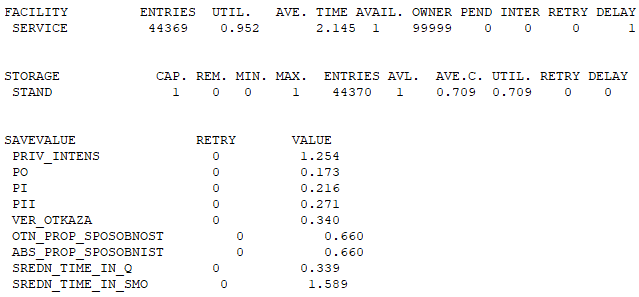 FACILITY ENTRIES UTIL. AVE. TIME AVAIL. OWNER PEND INTER RETRY DELAY
SERVICE 44369 0.952 2.145 1 99999 0 0 0 1
STORAGE CAP. REM. MIN. MAX. ENTRIES AVL. AVE.C. UTIL. RETRY DELAY
STAND 1 0 0 1 44370 1 0.709 0.709 0 0
SAVEVALUE RETRY VALUE
PRIV_INTENS 0 1.254
PO 0 0.173
PI 0 0.216
PII 0 0.271
VER_OTKAZA 0 0.340
OTN_PROP_SPOSOBNOST 0 0.660
ABS_PROP_SPOSOBNIST 0 0.660
SREDN_TIME_IN_Q 0 0.339
SREDN_TIME_IN_SMO 0 1.589